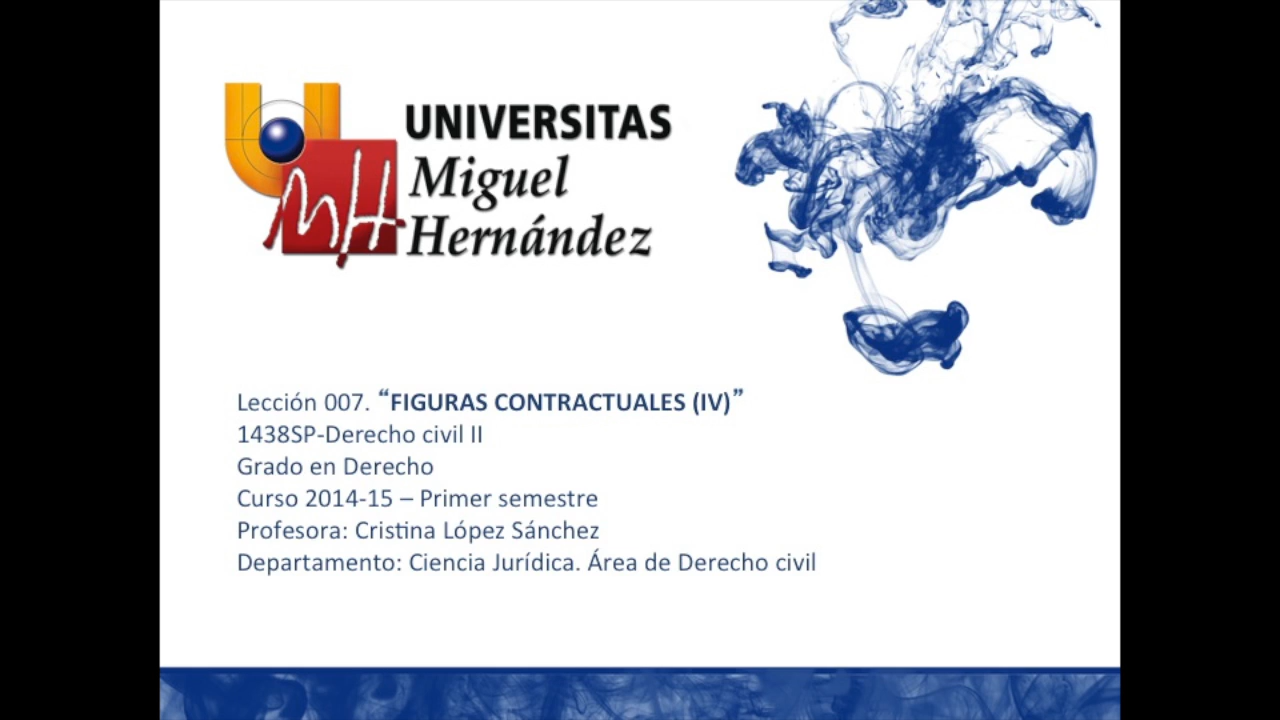 UNIVERSITAS
Miguel
Hernández
UMH
Lección 007. “FIGURAS CONTRACTUALES (IV)”
1438SP-Derecho civil II
Grado en Derecho
Curso 2014-15 – Primer semestre
Profesora: Cristina López Sánchez
Departamento: Ciencia Jurídica. Área de Derecho civil